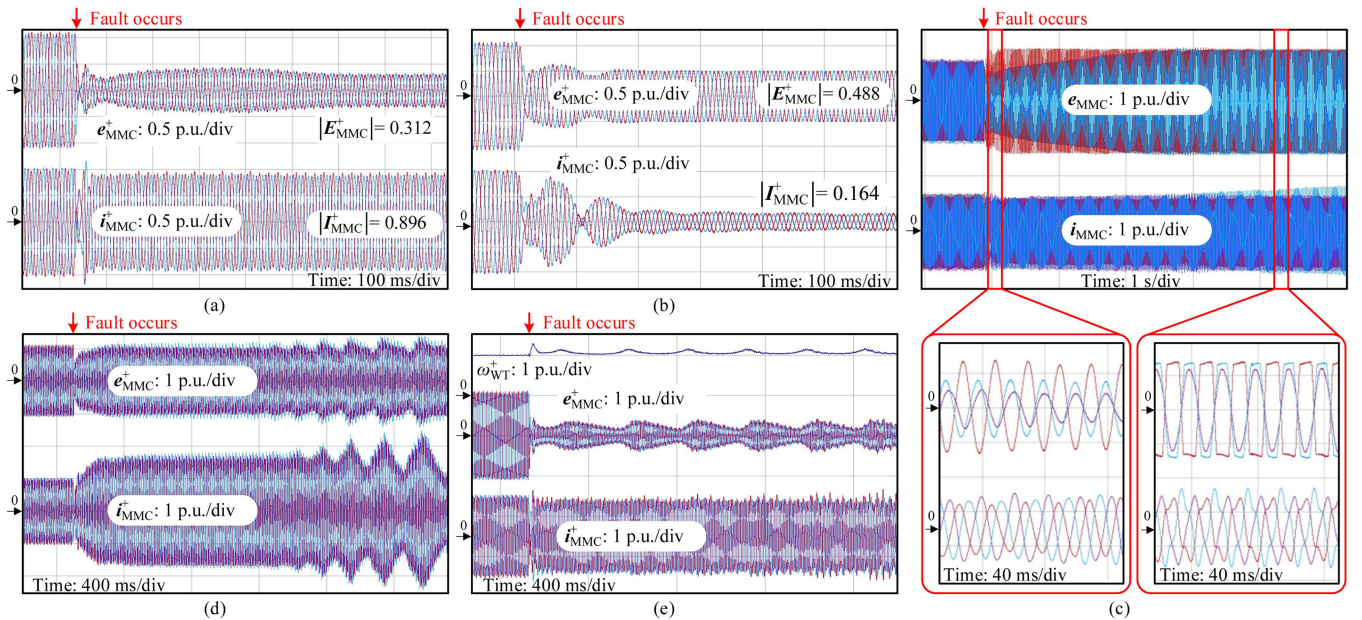 Fault occurs
0
e⁺MMC: 0.5 p.u./div
|E⁺MMC|= 0.312
0
i⁺MMC: 0.5 p.u./div
|I⁺MMC|= 0.896
Time: 100 ms/div
(a)
Fault occurs
0
e⁺MMC: 0.5 p.u./div
|E⁺MMC|= 0.488
i⁺MMC: 0.5 p.u./div
|I⁺MMC|= 0.164
0
Time: 100 ms/div
(b)
Fault occurs
0
eMMC: 1 p.u./div
0
iMMC: 1 p.u./div
Time: 1 s/div
0
0
Time: 40 ms/div
0
0
Time: 40 ms/div
(c)
Fault occurs
0
e⁺MMC: 1 p.u./div
0
i⁺MMC: 1 p.u./div
Time: 400 ms/div
(d)
Fault occurs
ω⁺WT: 1 p.u./div
0
e⁺MMC: 1 p.u./div
0
0
i⁺MMC: 1 p.u./div
Time: 400 ms/div
(e)